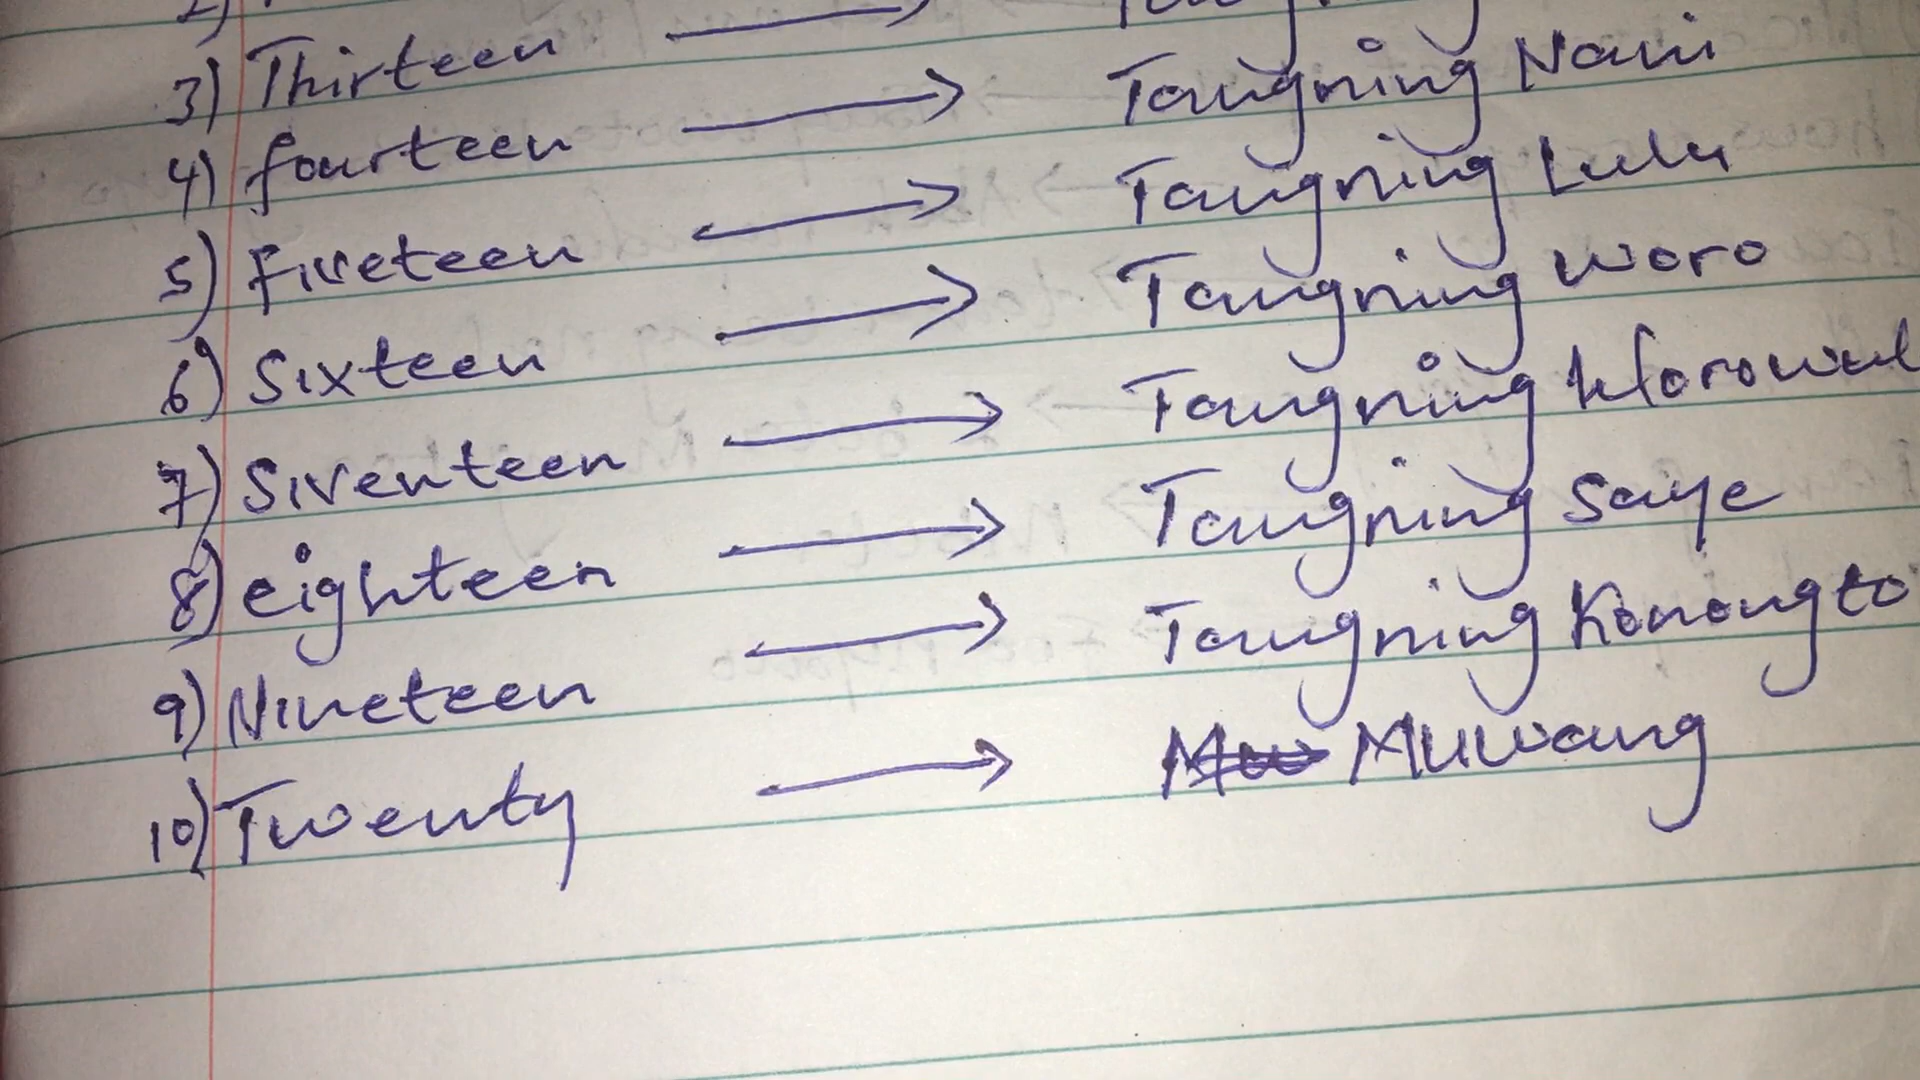 3) Thirteen → Taugning Nani
4) fourteen → Taugning Lulu
5) Fiveteen → Taugning woro
6) Sixteen → Taugning
7) Siventeen → Taugning Saye
8) eighteen → Taugning
9) Nineteen → Muwang
10) Twenty